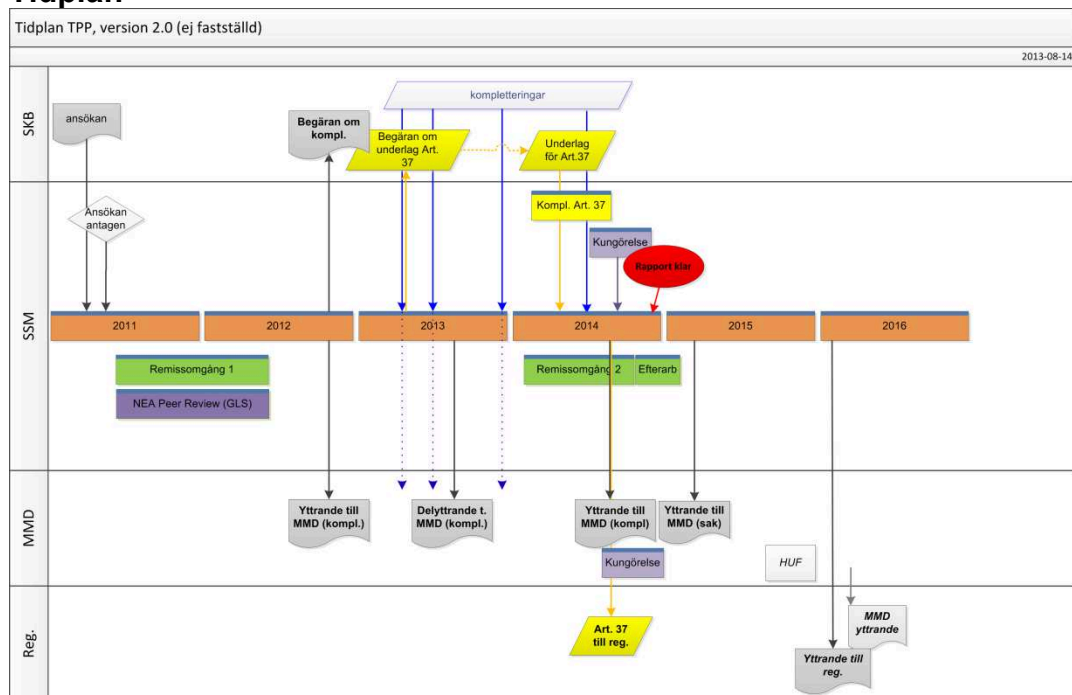 Tidplan
Tidplan TPP, version 2.0 (ej fastställd)
2013-08-14
SKB
ansökan
Begäran om
kompl.
kompletteringar
Begäran om
underlag Art.
37
Underlag
för Art.37
SSM
Ansökan
antagen
Kompl. Art. 37
Kungörelse
Rapport klar
2011
2012
2013
2014
2015
2016
Remissomgång 1
Remissomgång 2
Efterarb
NEA Peer Review (GLS)
MMD
Yttrande till
MMD (kompl.)
Delyttrande t.
MMD (kompl.)
Yttrande till
MMD (kompl)
Yttrande till
MMD (sak)
Kungörelse
HUF
Reg.
Art. 37
till reg.
MMD
yttrande
Yttrande till
reg.